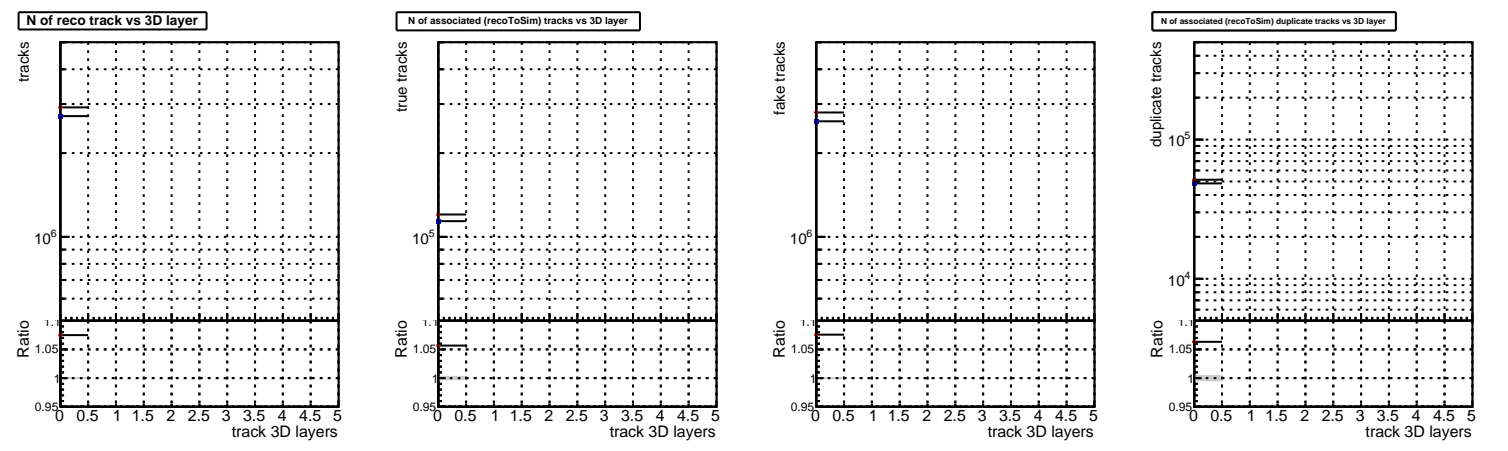 N of reco track vs 3D layer
tracks
10^6
1.1
Ratio
1.05
1
0.95
0 0.5 1 1.5 2 2.5 3 3.5 4 4.5 5
track 3D layers
N of associated (recoToSim) tracks vs 3D layer
true tracks
10^5
1.1
Ratio
1.05
1
0.95
0 0.5 1 1.5 2 2.5 3 3.5 4 4.5 5
track 3D layers
fake tracks
10^6
1.1
Ratio
1.05
1
0.95
0 0.5 1 1.5 2 2.5 3 3.5 4 4.5 5
track 3D layers
N of associated (recoToSim) duplicate tracks vs 3D layer
duplicate tracks
10^5
10^4
1.1
Ratio
1.05
1
0.95
0 0.5 1 1.5 2 2.5 3 3.5 4 4.5 5
track 3D layers